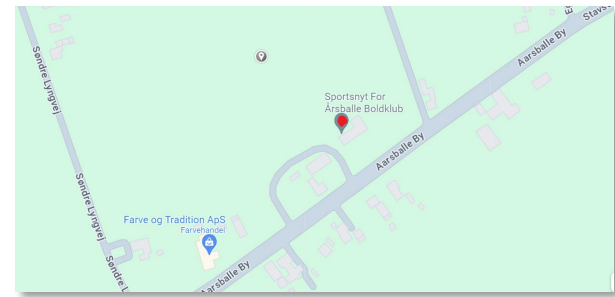 Stavs
Aarsballe By
Søndre Lyngvej
Sportsnyt For
Årsballe Boldklub
Aarsballe By
Søndre Lyngvej
Farve og Tradition ApS
Farvehandel
Søndre L
Aarsballe By